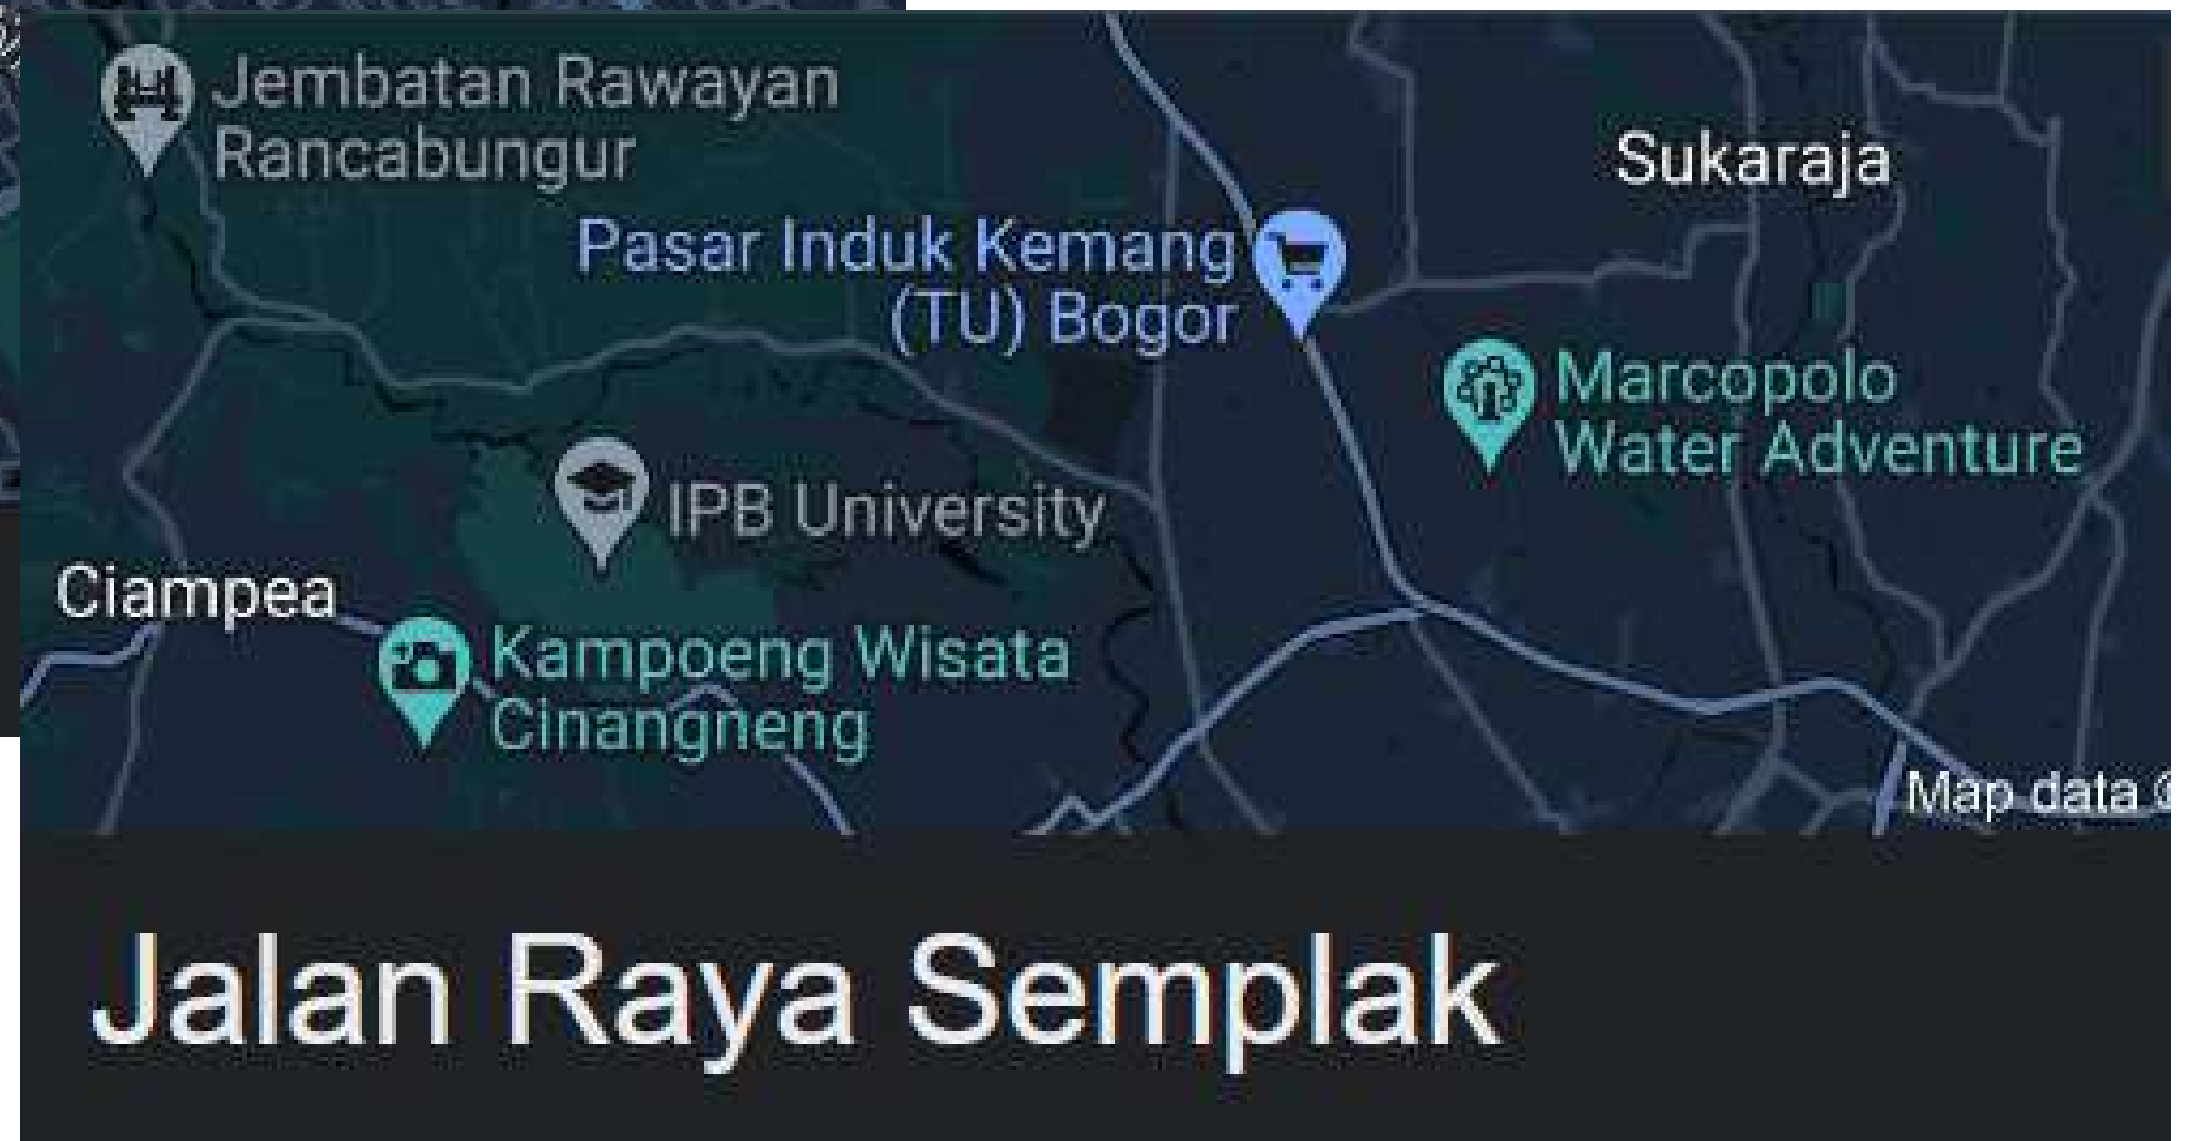 Jembatan Rawayan
Rancabungur
Sukaraja
Pasar Induk Kemang
(TU) Bogor
Marcopolo
Water Adventure
IPB University
Ciampea
Kampoeng Wisata
Cinangneng
Map data ©
Jalan Raya Semplak